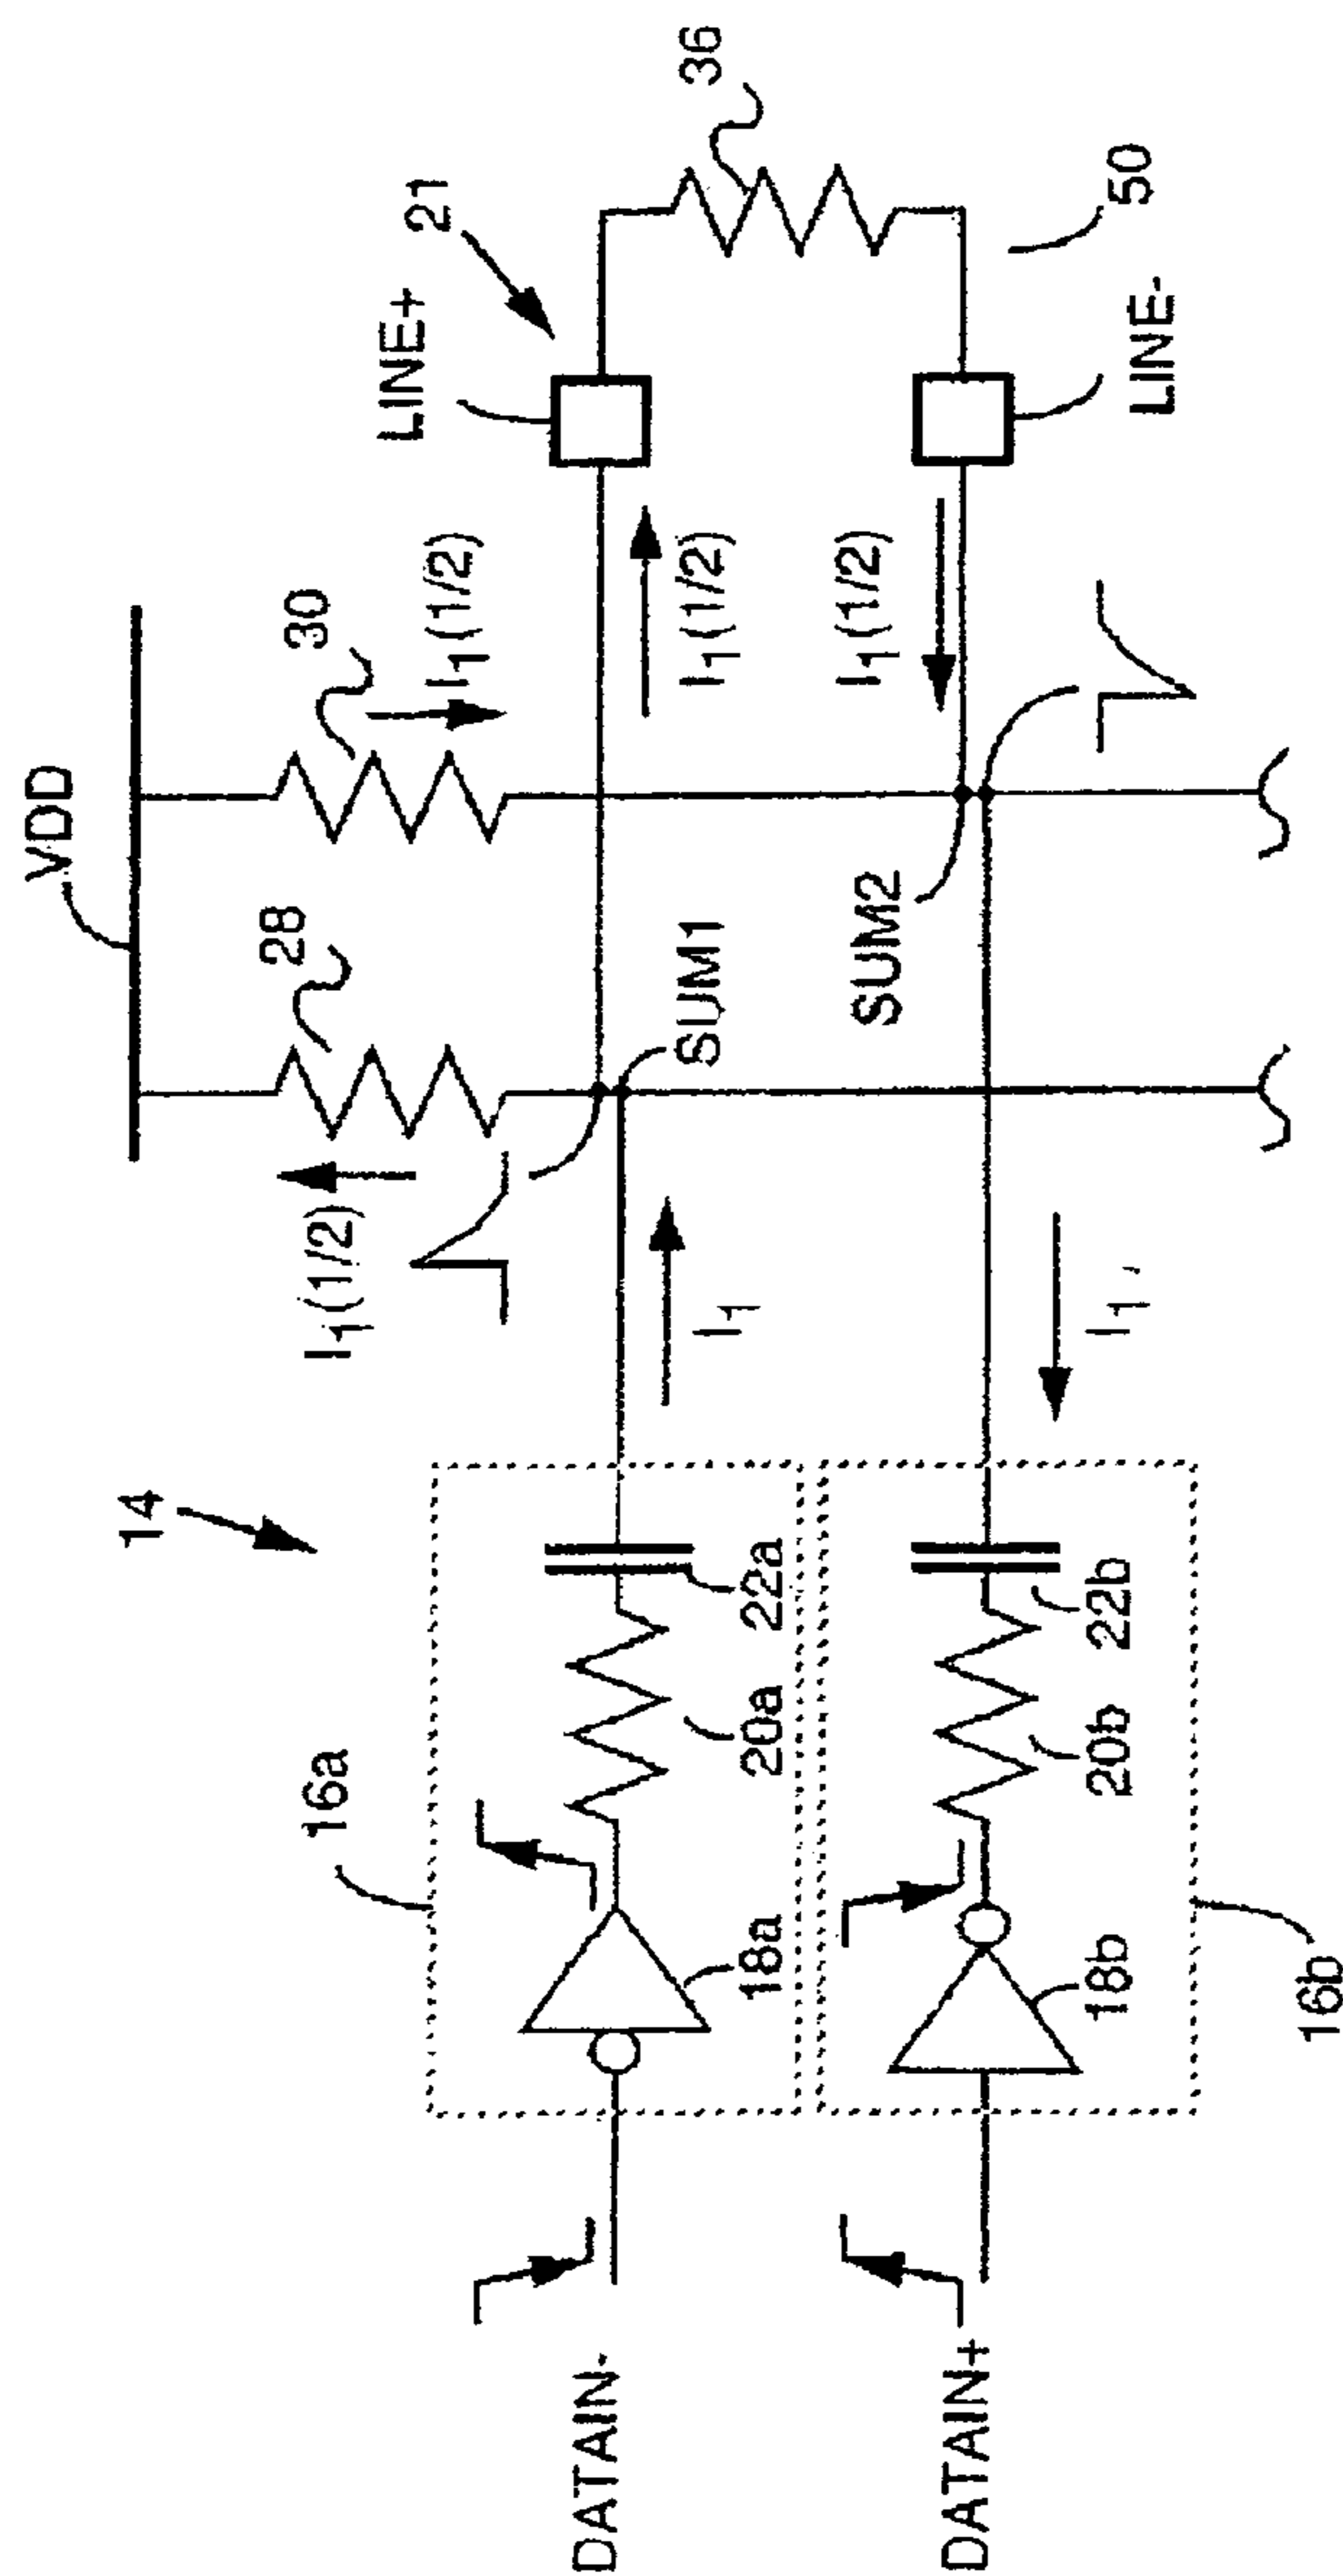 VDD
28
30
I1(1/2)
I1(1/2)
LINE+
21
36
14
16a
SUM1
I1(1/2)
DATAIN-
18a
20a
22a
I1
SUM2
I1(1/2)
50
LINE-
DATAIN+
18b
20b
22b
I1
16b